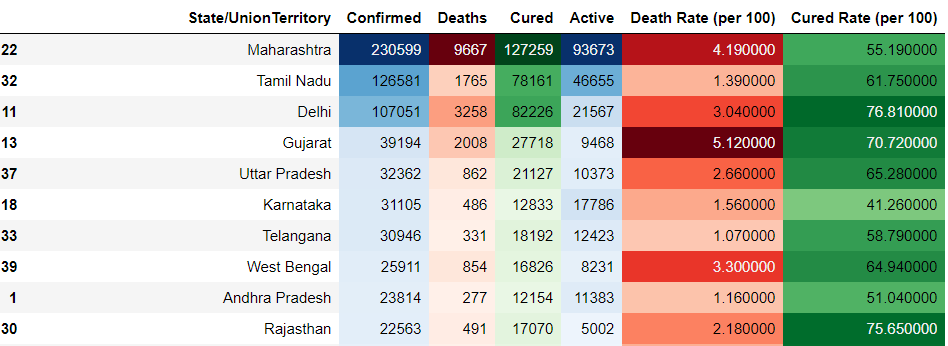 State/UnionTerritory Confirmed Deaths Cured Active Death Rate (per 100) Cured Rate (per 100)
22 Maharashtra 230599 9667 127259 93673 4.190000 55.190000
32 Tamil Nadu 126581 1765 78161 46655 1.390000 61.750000
11 Delhi 107051 3258 82226 21567 3.040000 76.810000
13 Gujarat 39194 2008 27718 9468 5.120000 70.720000
37 Uttar Pradesh 32362 862 21127 10373 2.660000 65.280000
18 Karnataka 31105 486 12833 17786 1.560000 41.260000
33 Telangana 30946 331 18192 12423 1.070000 58.790000
39 West Bengal 25911 854 16826 8231 3.300000 64.940000
1 Andhra Pradesh 23814 277 12154 11383 1.160000 51.040000
30 Rajasthan 22563 491 17070 5002 2.180000 75.650000